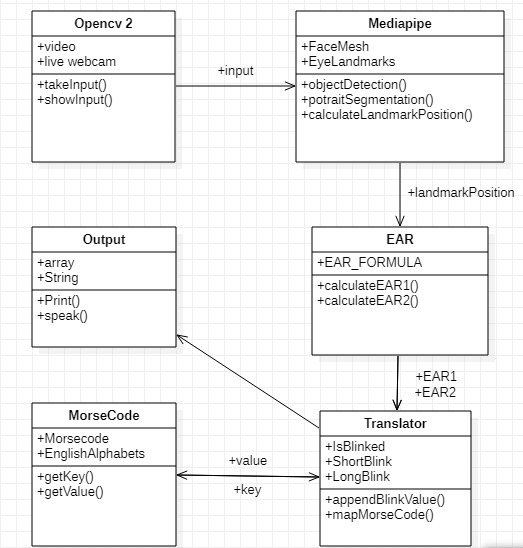 Opencv 2
+video
+live webcam
+takeInput()
+showInput()
+input
Mediapipe
+FaceMesh
+EyeLandmarks
+objectDetection()
+potraitSegmentation()
+calculateLandmarkPosition()
+landmarkPosition
Output
+array
+String
+Print()
+speak()
EAR
+EAR_FORMULA
+calculateEAR1()
+calculateEAR2()
+EAR1
+EAR2
MorseCode
+Morsecode
+EnglishAlphabets
+getKey()
+getValue()
+value
+key
Translator
+IsBlinked
+ShortBlink
+LongBlink
+appendBlinkValue()
+mapMorseCode()